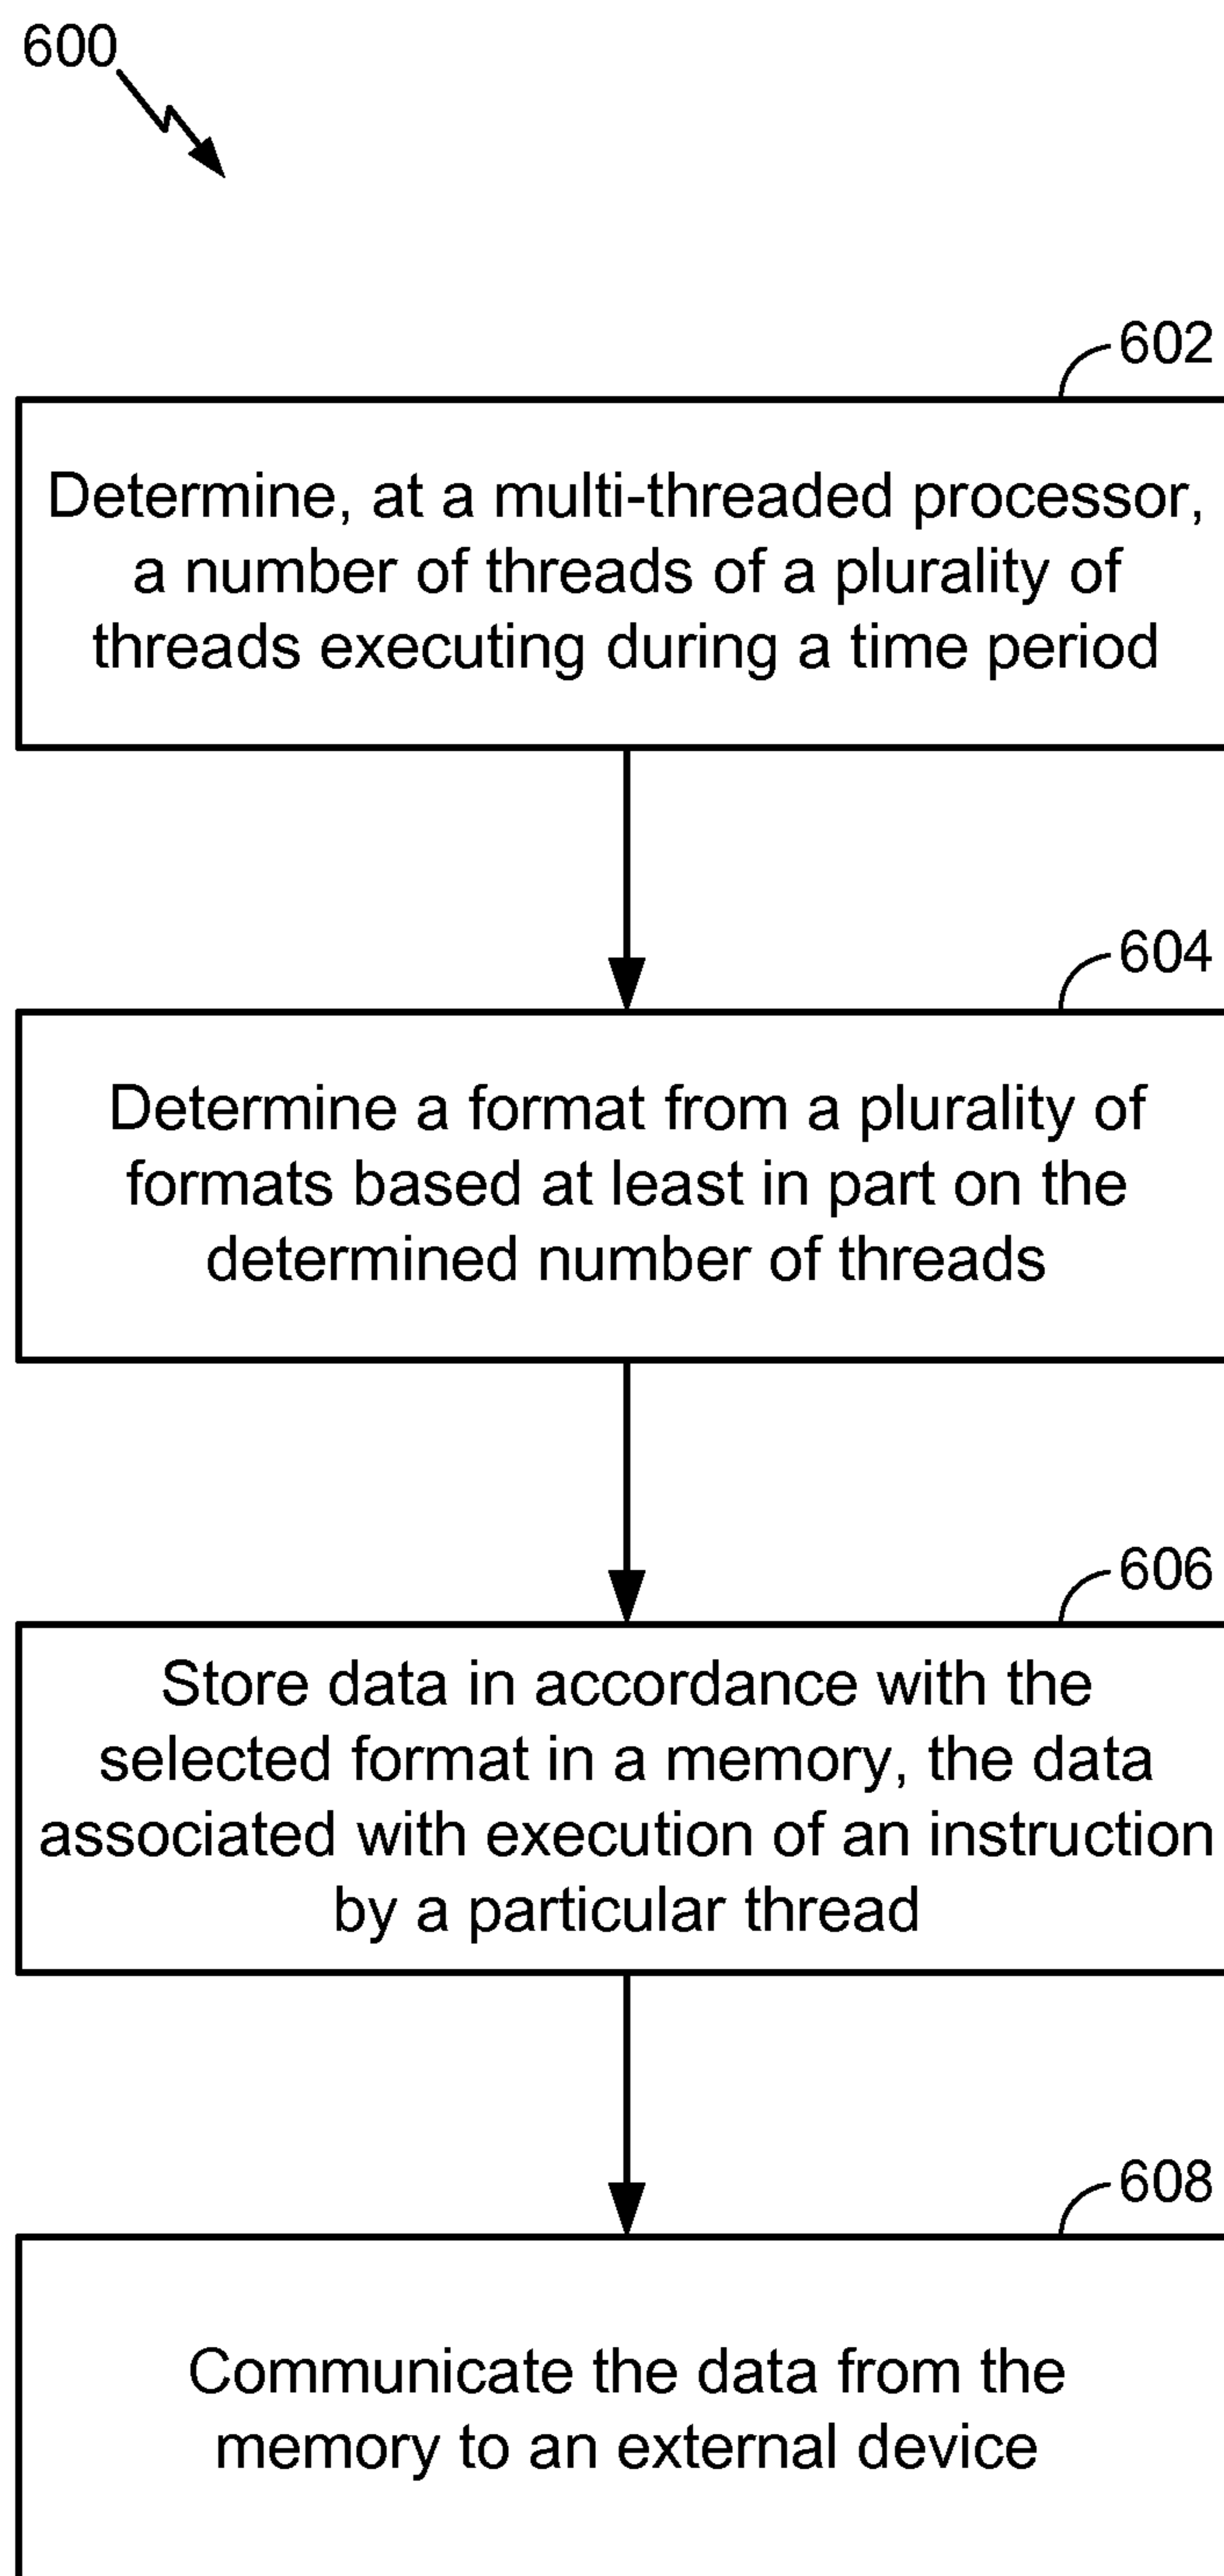 600
602
Determine, at a multi-threaded processor,
a number of threads of a plurality of
threads executing during a time period
604
Determine a format from a plurality of
formats based at least in part on the
determined number of threads
606
Store data in accordance with the
selected format in a memory, the data
associated with execution of an instruction
by a particular thread
608
Communicate the data from the
memory to an external device